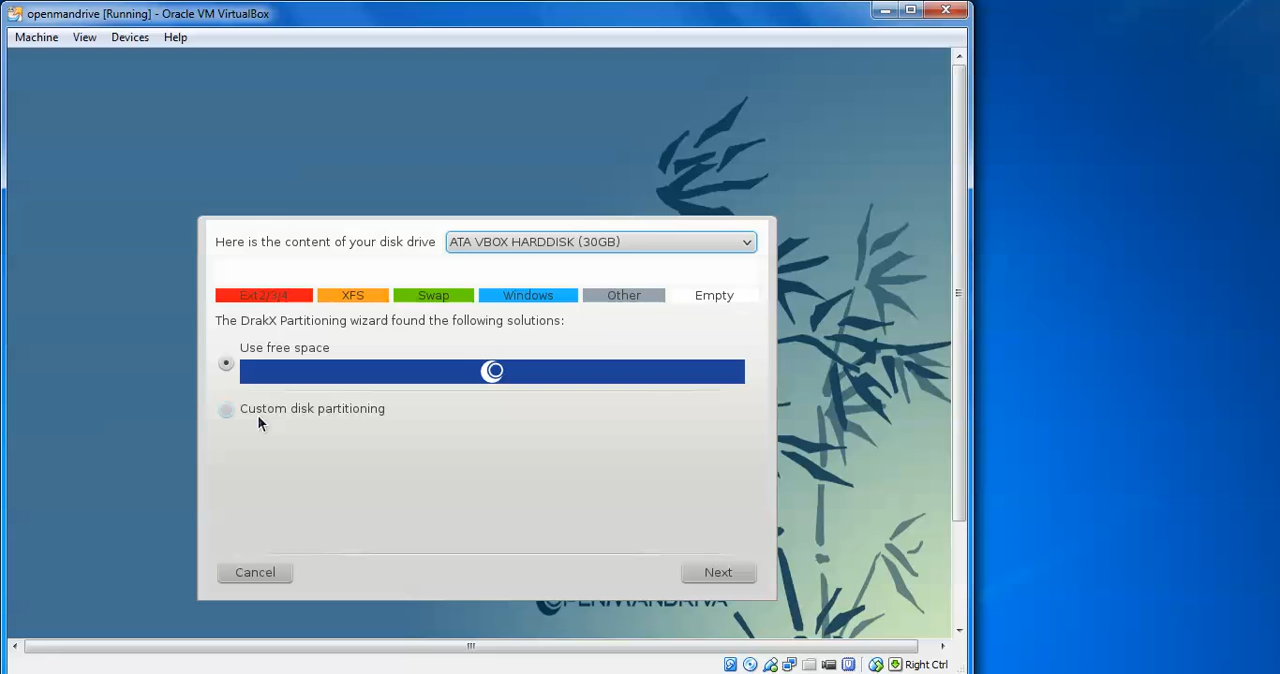 openmandrive [Running] - Oracle VM VirtualBox
Machine View Devices Help
Here is the content of your disk drive ATA VBOX HARDDISK (30GB)
Ext2/3/4 XFS Swap Windows Other Empty
The DrakX Partitioning wizard found the following solutions:
Use free space
Custom disk partitioning
Cancel Next
OPENMANDRIVA
Right Ctrl